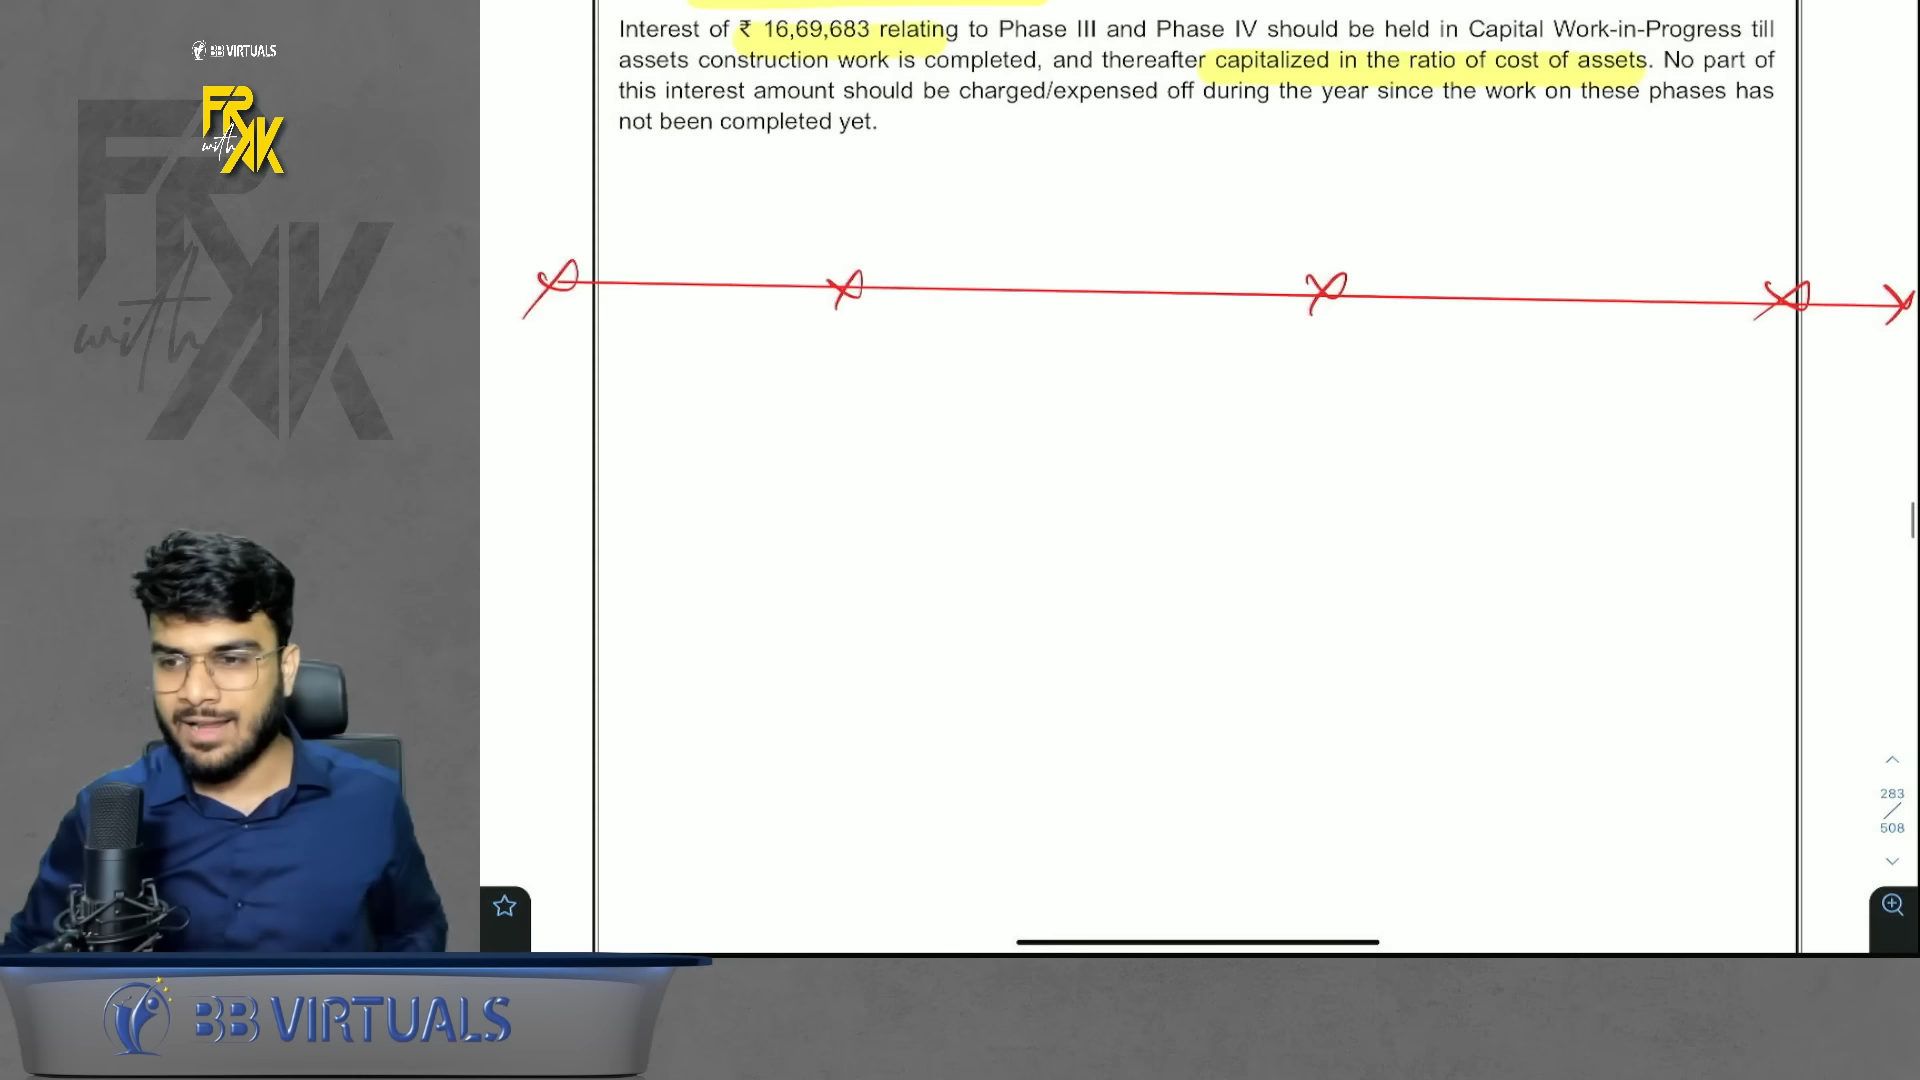 BB VIRTUALS
FR
with
AK
FR
with
AK
Interest of ₹ 16,69,683 relating to Phase III and Phase IV should be held in Capital Work-in-Progress till
assets construction work is completed, and thereafter capitalized in the ratio of cost of assets. No part of
this interest amount should be charged/expensed off during the year since the work on these phases has
not been completed yet.
283
508
BB VIRTUALS